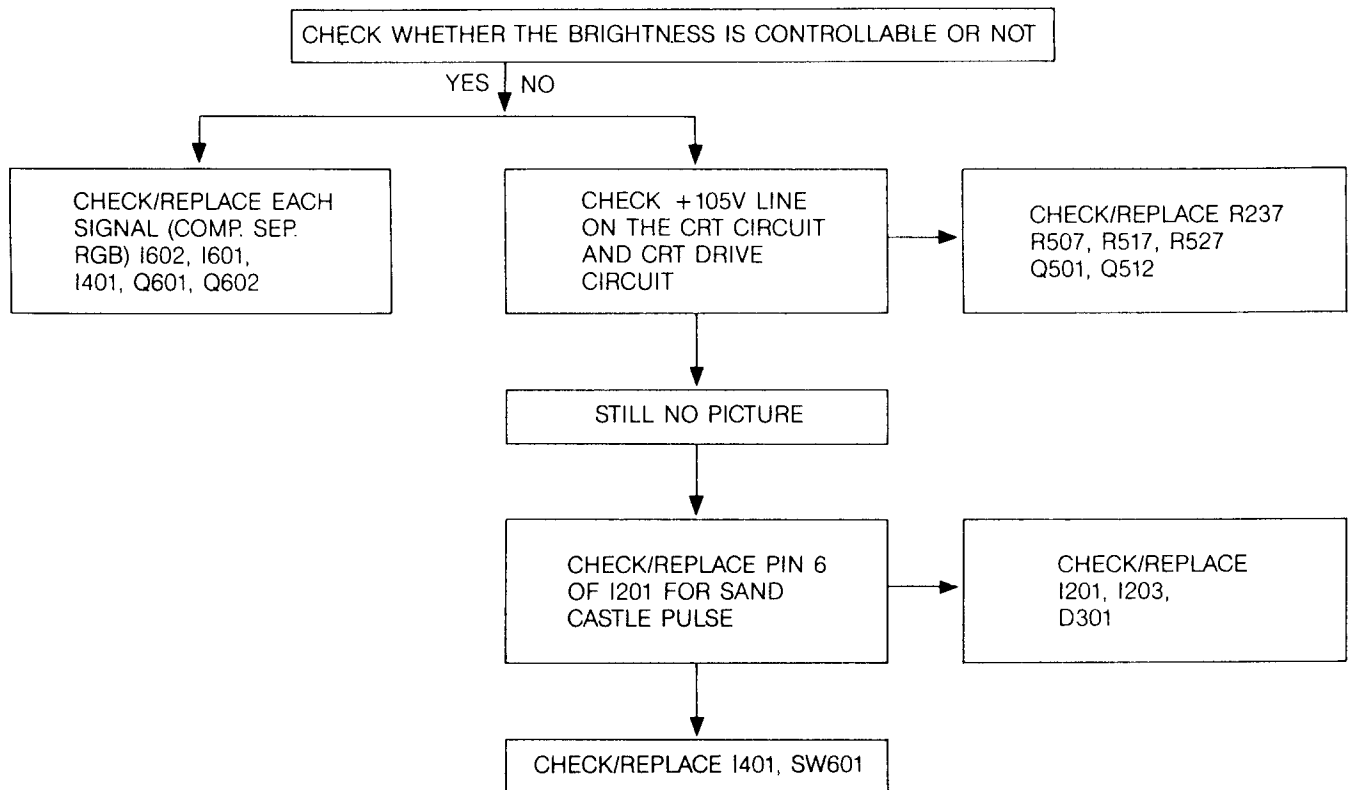 CHECK WHETHER THE BRIGHTNESS IS CONTROLLABLE OR NOT
YES NO
CHECK/REPLACE EACH
SIGNAL (COMP. SEP.
RGB) I602, I601,
I401, Q601, Q602
CHECK +105V LINE
ON THE CRT CIRCUIT
AND CRT DRIVE
CIRCUIT
CHECK/REPLACE R237
R507, R517, R527
Q501, Q512
STILL NO PICTURE
CHECK/REPLACE PIN 6
OF I201 FOR SAND
CASTLE PULSE
CHECK/REPLACE
I201, I203,
D301
CHECK/REPLACE I401, SW601